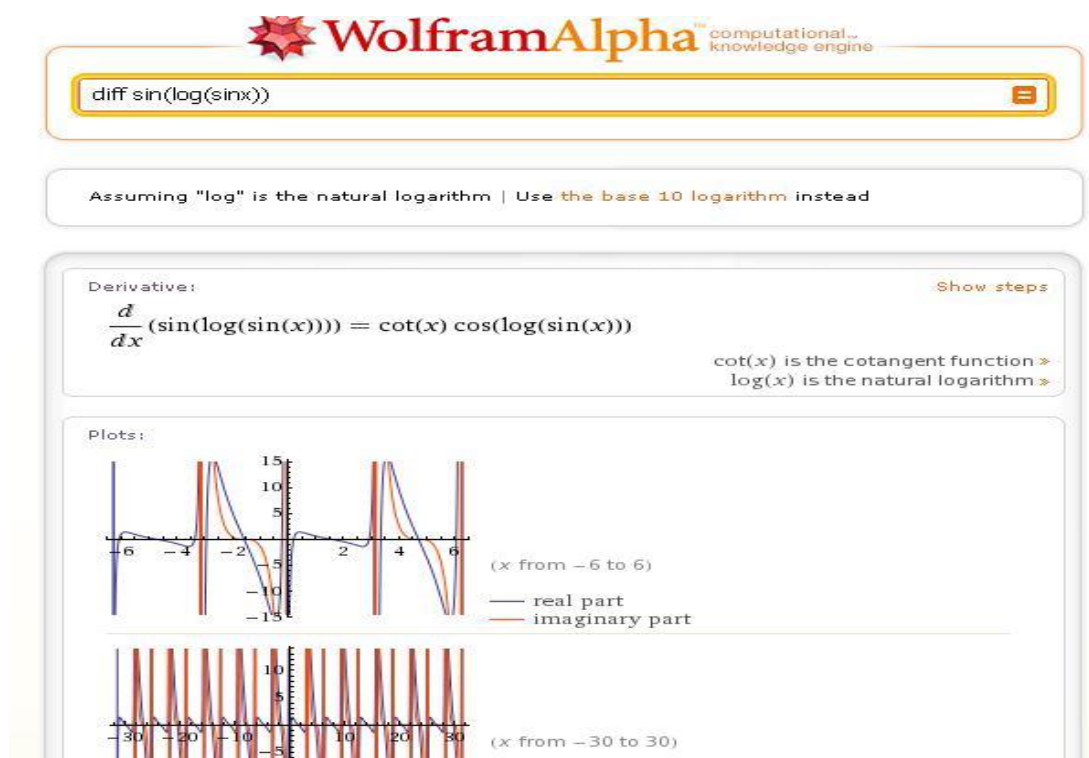 WolframAlpha™ computational... knowledge engine
diff sin(log(sinx))
=
Assuming "log" is the natural logarithm | Use the base 10 logarithm instead
Derivative:
Show steps
d/dx (sin(log(sin(x)))) = cot(x) cos(log(sin(x)))
cot(x) is the cotangent function »
log(x) is the natural logarithm »
Plots:
15
10
5
-6 -4 -2 2 4 6
-5
-10
-15
(x from −6 to 6)
real part
imaginary part
10
5
-30 -20 -10 10 20 30
-5
(x from −30 to 30)